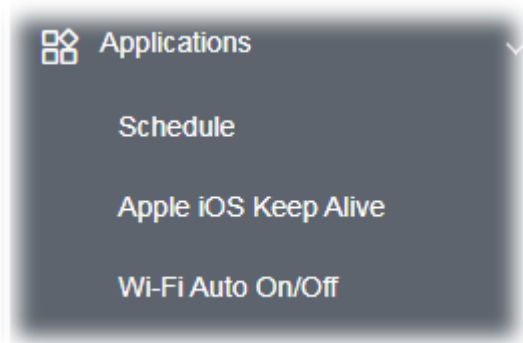 Applications
Schedule
Apple iOS Keep Alive
Wi-Fi Auto On/Off